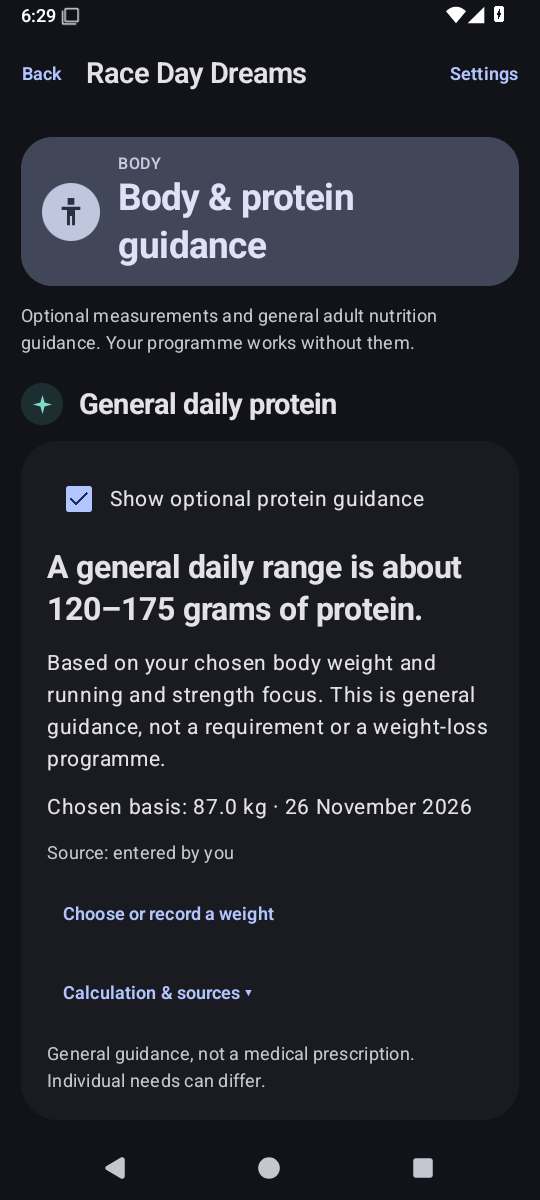 6:29
Back Race Day Dreams Settings
BODY
Body & protein
guidance
Optional measurements and general adult nutrition
guidance. Your programme works without them.
General daily protein
Show optional protein guidance
A general daily range is about
120–175 grams of protein.
Based on your chosen body weight and
running and strength focus. This is general
guidance, not a requirement or a weight-loss
programme.
Chosen basis: 87.0 kg · 26 November 2026
Source: entered by you
Choose or record a weight
Calculation & sources ▾
General guidance, not a medical prescription.
Individual needs can differ.